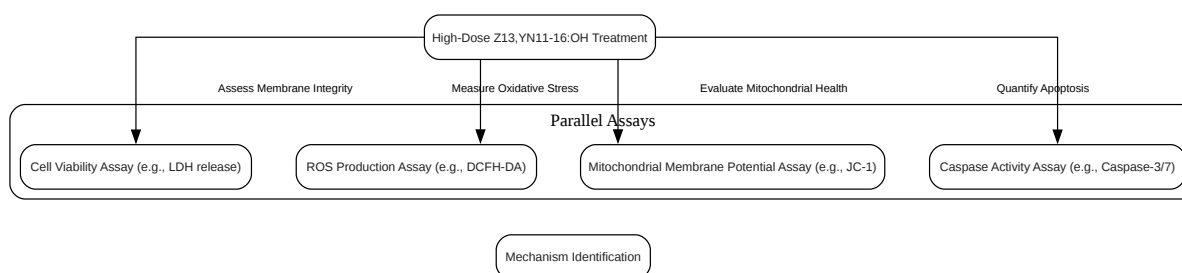 High-Dose Z13,YN11-16:OH Treatment
Assess Membrane Integrity
Measure Oxidative Stress
Evaluate Mitochondrial Health
Quantify Apoptosis
Parallel Assays
Cell Viability Assay (e.g., LDH release)
ROS Production Assay (e.g., DCFH-DA)
Mitochondrial Membrane Potential Assay (e.g., JC-1)
Caspase Activity Assay (e.g., Caspase-3/7)
Mechanism Identification